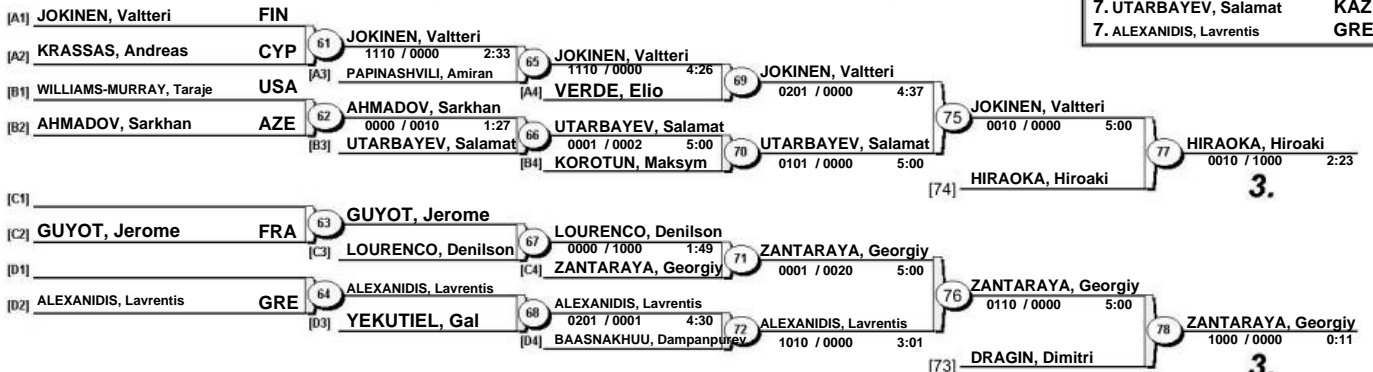 7. UTARBAYEV, Salamat KAZ
7. ALEXANIDIS, Lavrentis GRE
[A1] JOKINEN, Valtteri FIN
[A2] KRASSAS, Andreas CYP
61
JOKINEN, Valtteri
1110 / 0000 2:33
[A3] PAPINASHVILI, Amiran
65
JOKINEN, Valtteri
1110 / 0000 4:26
[A4] VERDE, Elio
69
JOKINEN, Valtteri
0201 / 0000 4:37
[B1] WILLIAMS-MURRAY, Taraje USA
[B2] AHMADOV, Sarkhan AZE
62
AHMADOV, Sarkhan
0000 / 0010 1:27
[B3] UTARBAYEV, Salamat
66
UTARBAYEV, Salamat
0001 / 0002 5:00
[B4] KOROTUN, Maksym
70
UTARBAYEV, Salamat
0101 / 0000 5:00
75
JOKINEN, Valtteri
0010 / 0000 5:00
[74] HIRAOKA, Hiroaki
77
HIRAOKA, Hiroaki
0010 / 1000 2:23
3.
[C1]
[C2] GUYOT, Jerome FRA
63
GUYOT, Jerome
[C3] LOURENCO, Denilson
67
LOURENCO, Denilson
0000 / 1000 1:49
[C4] ZANTARAYA, Georgiy
71
ZANTARAYA, Georgiy
0001 / 0020 5:00
[D1]
[D2] ALEXANIDIS, Lavrentis GRE
64
ALEXANIDIS, Lavrentis
[D3] YEKUTIEL, Gal
68
ALEXANIDIS, Lavrentis
0201 / 0001 4:30
[D4] BAASNAKHUU, Dampanpurev
72
ALEXANIDIS, Lavrentis
1010 / 0000 3:01
76
ZANTARAYA, Georgiy
0110 / 0000 5:00
[73] DRAGIN, Dimitri
78
ZANTARAYA, Georgiy
1000 / 0000 0:11
3.